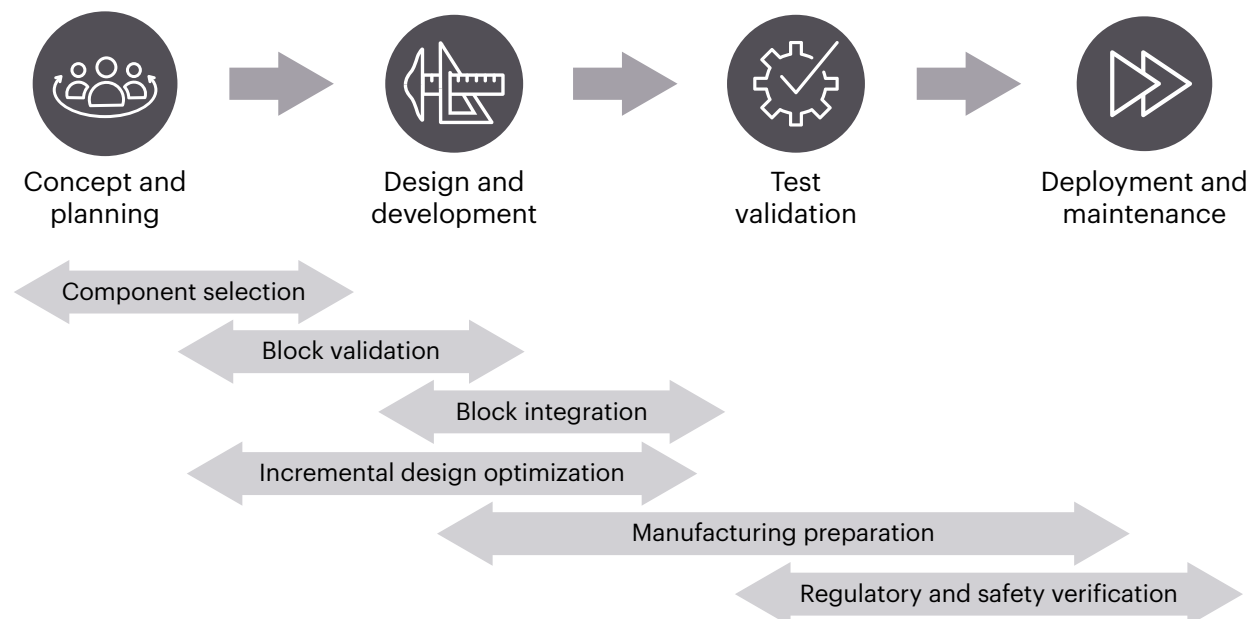 Concept and
planning
Design and
development
Test
validation
Deployment and
maintenance
Component selection
Block validation
Block integration
Incremental design optimization
Manufacturing preparation
Regulatory and safety verification